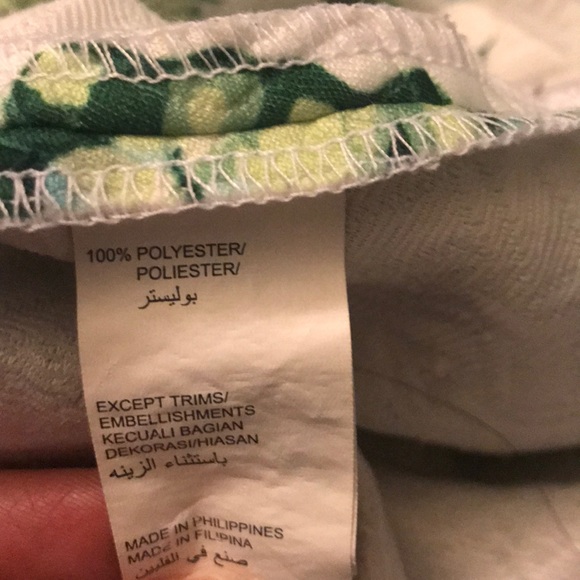 100% POLYESTER/
POLIESTER/
بوليستر
EXCEPT TRIMS/
EMBELLISHMENTS
KECUALI BAGIAN
DEKORASI/HIASAN
باستثناء الزينه
MADE IN PHILIPPINES
MADE IN FILIPINA
صنع في الفلبين